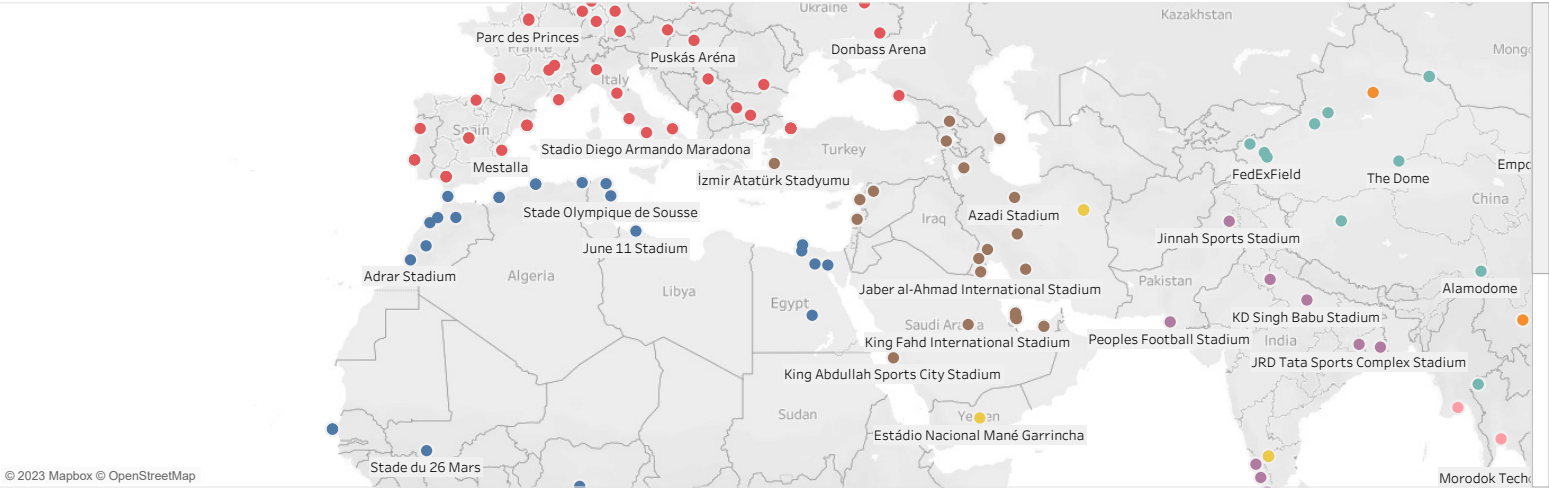 Ukraine
Kazakhstan
Parc des Princes
France
Donbass Arena
Mong
Puskás Aréna
Italy
Spain
Stadio Diego Armando Maradona
Turkey
Mestalla
Empo
FedExField
The Dome
İzmir Atatürk Stadyumu
China
Stade Olympique de Sousse
Iraq
Azadi Stadium
Jinnah Sports Stadium
June 11 Stadium
Adrar Stadium
Algeria
Libya
Pakistan
Jaber al-Ahmad International Stadium
Alamodome
Egypt
KD Singh Babu Stadium
Saudi Arabia
King Fahd International Stadium
Peoples Football Stadium
India
JRD Tata Sports Complex Stadium
King Abdullah Sports City Stadium
Sudan
Yemen
Estádio Nacional Mané Garrincha
Stade du 26 Mars
© 2023 Mapbox © OpenStreetMap
Morodok Tech